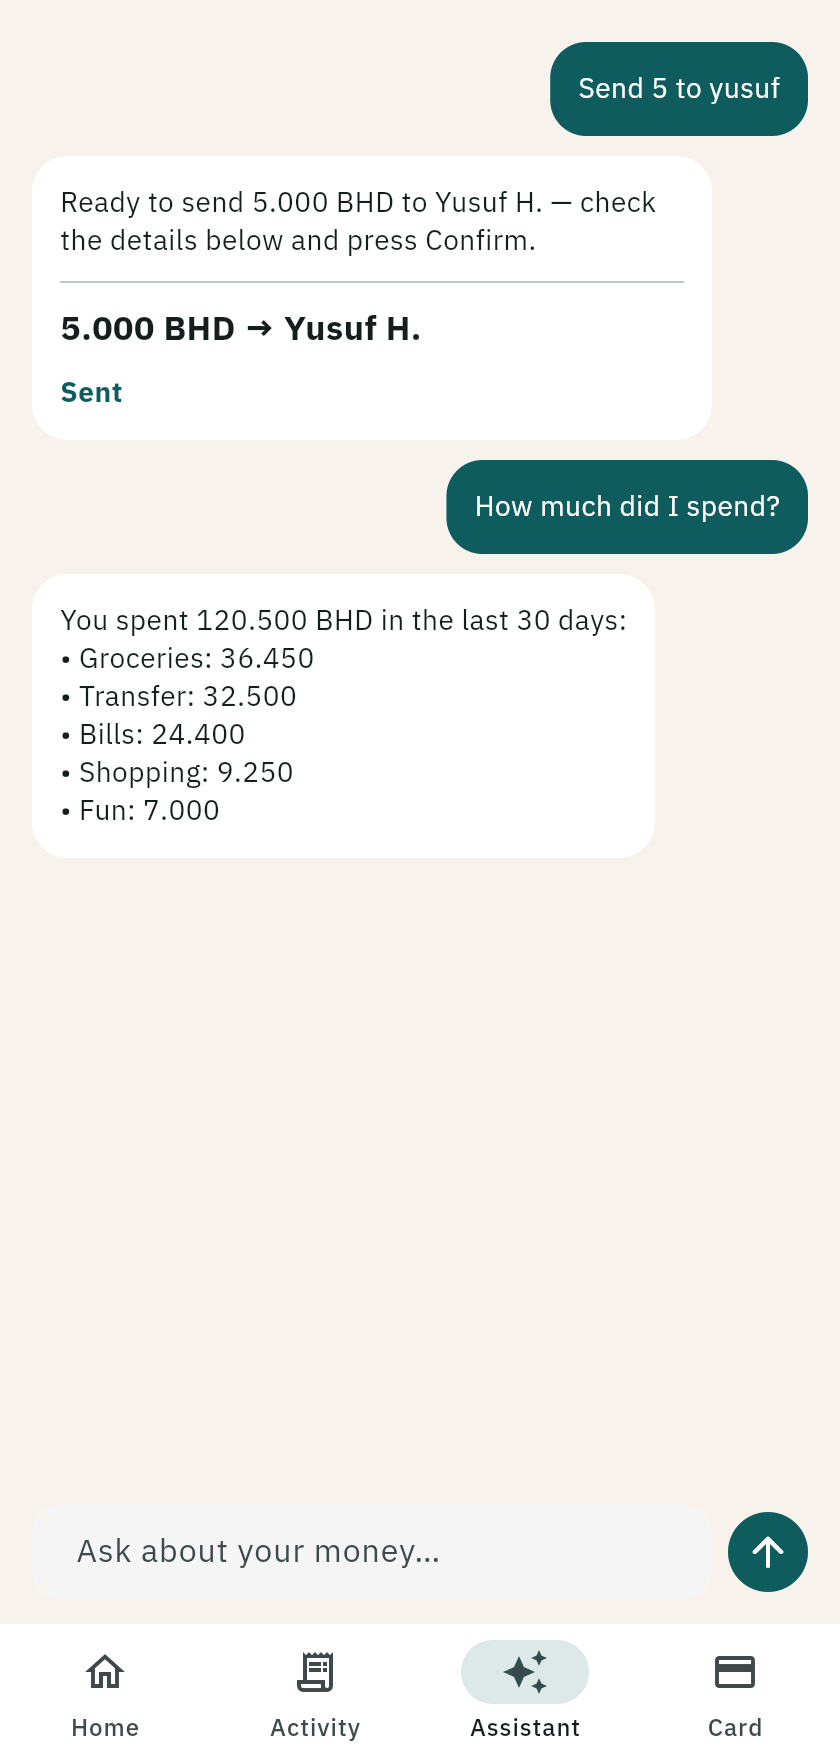 Send 5 to yusuf
Ready to send 5.000 BHD to Yusuf H. — check
the details below and press Confirm.
5.000 BHD → Yusuf H.
Sent
How much did I spend?
You spent 120.500 BHD in the last 30 days:
• Groceries: 36.450
• Transfer: 32.500
• Bills: 24.400
• Shopping: 9.250
• Fun: 7.000
Ask about your money...
Home
Activity
Assistant
Card